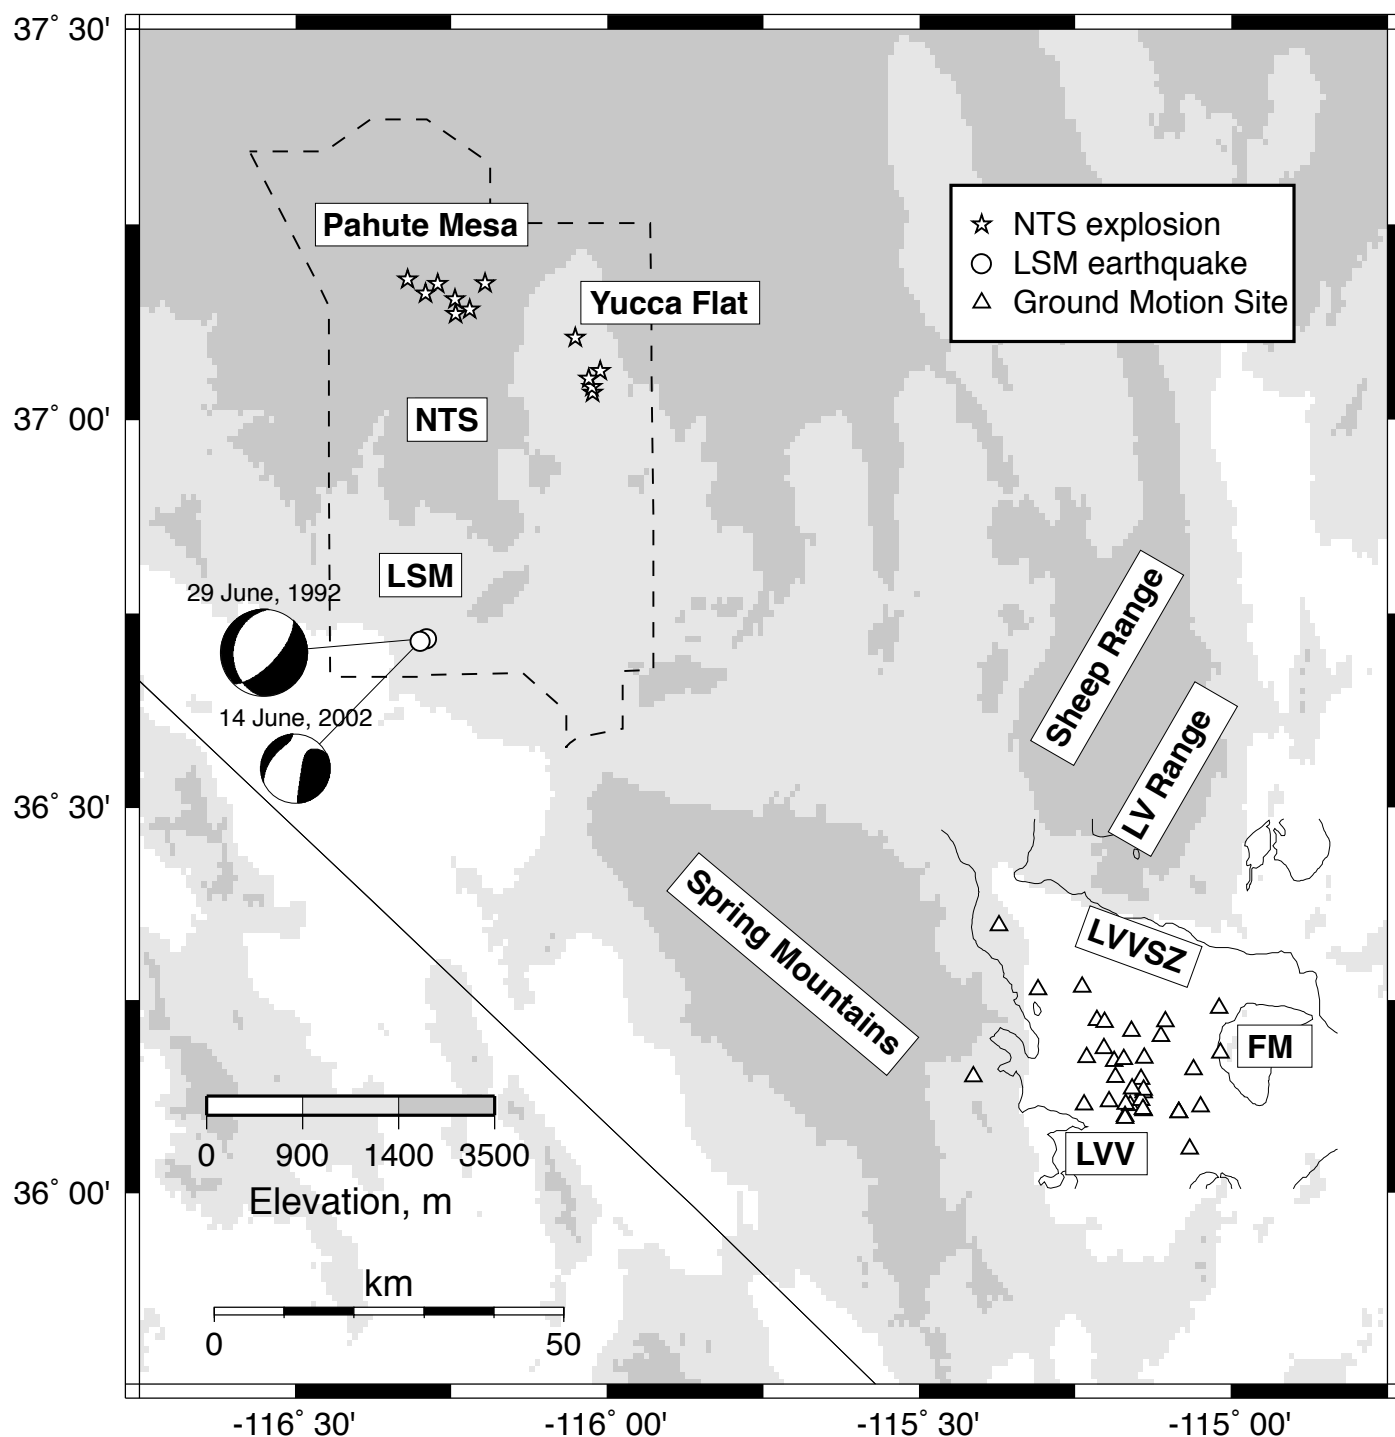 37° 30'
Pahute Mesa
NTS explosion
LSM earthquake
Ground Motion Site
Yucca Flat
37° 00'
NTS
LSM
29 June, 1992
Sheep Range
14 June, 2002
LV Range
36° 30'
Spring Mountains
LVVSZ
FM
LVV
0 900 1400 3500
Elevation, m
36° 00'
km
0 50
-116° 30' -116° 00' -115° 30' -115° 00'